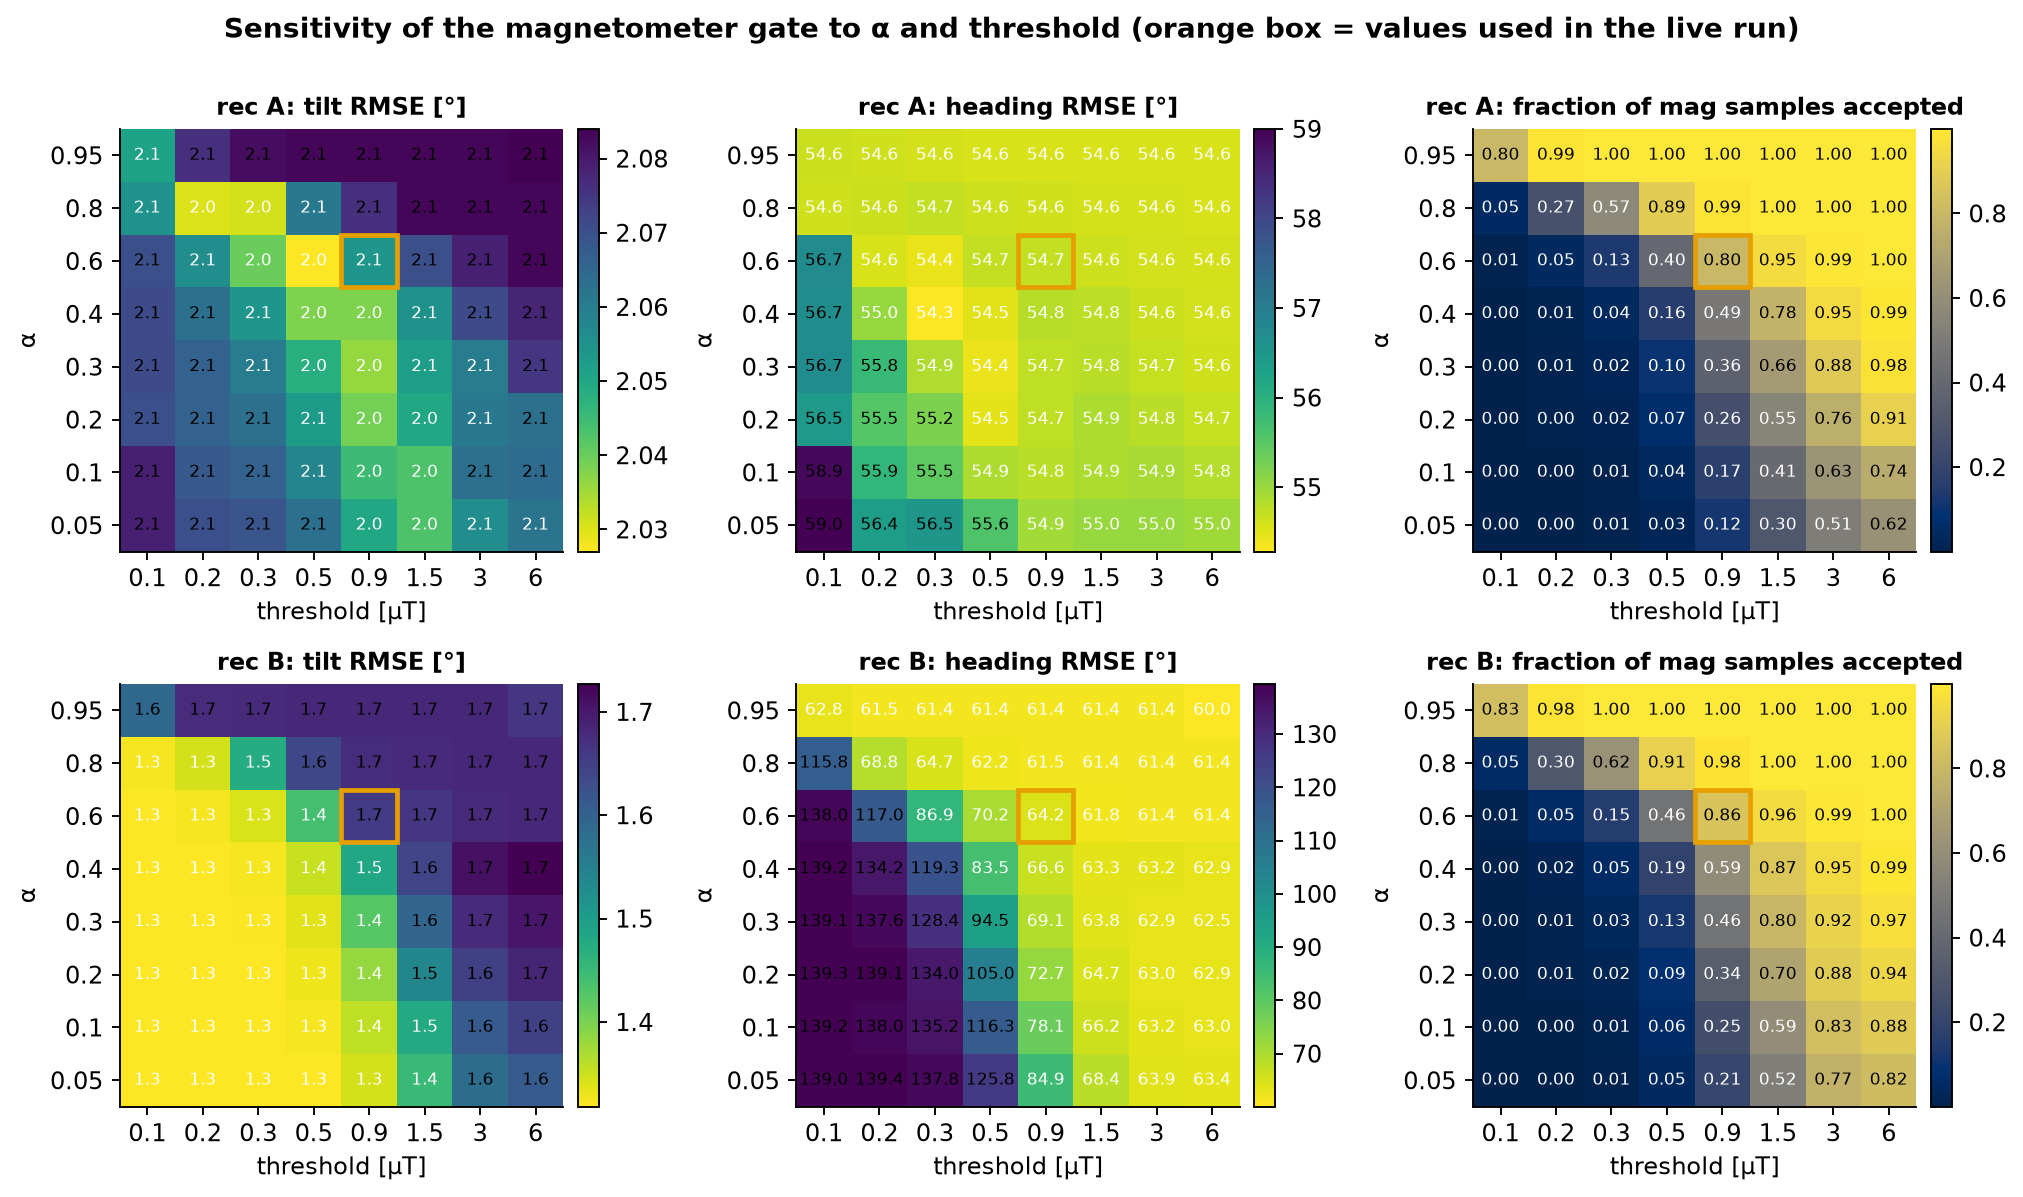 Sensitivity of the magnetometer gate to α and threshold (orange box = values used in the live run)
rec A: tilt RMSE [°]
α
0.95 2.1 2.1 2.1 2.1 2.1 2.1 2.1 2.1
0.8 2.1 2.0 2.0 2.1 2.1 2.1 2.1 2.1
0.6 2.1 2.1 2.0 2.0 2.1 2.1 2.1 2.1
0.4 2.1 2.1 2.1 2.0 2.0 2.1 2.1 2.1
0.3 2.1 2.1 2.1 2.0 2.0 2.1 2.1 2.1
0.2 2.1 2.1 2.1 2.1 2.0 2.0 2.1 2.1
0.1 2.1 2.1 2.1 2.1 2.0 2.0 2.1 2.1
0.05 2.1 2.1 2.1 2.1 2.0 2.0 2.1 2.1
0.1 0.2 0.3 0.5 0.9 1.5 3 6
threshold [μT]
2.08
2.07
2.06
2.05
2.04
2.03
rec A: heading RMSE [°]
α
0.95 54.6 54.6 54.6 54.6 54.6 54.6 54.6 54.6
0.8 54.6 54.6 54.7 54.6 54.6 54.6 54.6 54.6
0.6 56.7 54.6 54.4 54.7 54.7 54.6 54.6 54.6
0.4 56.7 55.0 54.3 54.5 54.8 54.8 54.6 54.6
0.3 56.7 55.8 54.9 54.4 54.7 54.8 54.7 54.6
0.2 56.5 55.5 55.2 54.5 54.7 54.9 54.8 54.7
0.1 58.9 55.9 55.5 54.9 54.8 54.9 54.9 54.8
0.05 59.0 56.4 56.5 55.6 54.9 55.0 55.0 55.0
0.1 0.2 0.3 0.5 0.9 1.5 3 6
threshold [μT]
59
58
57
56
55
rec A: fraction of mag samples accepted
α
0.95 0.80 0.99 1.00 1.00 1.00 1.00 1.00 1.00
0.8 0.05 0.27 0.57 0.89 0.99 1.00 1.00 1.00
0.6 0.01 0.05 0.13 0.40 0.80 0.95 0.99 1.00
0.4 0.00 0.01 0.04 0.16 0.49 0.78 0.95 0.99
0.3 0.00 0.01 0.02 0.10 0.36 0.66 0.88 0.98
0.2 0.00 0.00 0.02 0.07 0.26 0.55 0.76 0.91
0.1 0.00 0.00 0.01 0.04 0.17 0.41 0.63 0.74
0.05 0.00 0.00 0.01 0.03 0.12 0.30 0.51 0.62
0.1 0.2 0.3 0.5 0.9 1.5 3 6
threshold [μT]
0.8
0.6
0.4
0.2
rec B: tilt RMSE [°]
α
0.95 1.6 1.7 1.7 1.7 1.7 1.7 1.7 1.7
0.8 1.3 1.3 1.5 1.6 1.7 1.7 1.7 1.7
0.6 1.3 1.3 1.3 1.4 1.7 1.7 1.7 1.7
0.4 1.3 1.3 1.3 1.4 1.5 1.6 1.7 1.7
0.3 1.3 1.3 1.3 1.3 1.4 1.6 1.7 1.7
0.2 1.3 1.3 1.3 1.3 1.4 1.5 1.6 1.7
0.1 1.3 1.3 1.3 1.3 1.4 1.5 1.6 1.6
0.05 1.3 1.3 1.3 1.3 1.3 1.4 1.6 1.6
0.1 0.2 0.3 0.5 0.9 1.5 3 6
threshold [μT]
1.7
1.6
1.5
1.4
rec B: heading RMSE [°]
α
0.95 62.8 61.5 61.4 61.4 61.4 61.4 61.4 60.0
0.8 115.8 68.8 64.7 62.2 61.5 61.4 61.4 61.4
0.6 138.0 117.0 86.9 70.2 64.2 61.8 61.4 61.4
0.4 139.2 134.2 119.3 83.5 66.6 63.3 63.2 62.9
0.3 139.1 137.6 128.4 94.5 69.1 63.8 62.9 62.5
0.2 139.3 139.1 134.0 105.0 72.7 64.7 63.0 62.9
0.1 139.2 138.0 135.2 116.3 78.1 66.2 63.2 63.0
0.05 139.0 139.4 137.8 125.8 84.9 68.4 63.9 63.4
0.1 0.2 0.3 0.5 0.9 1.5 3 6
threshold [μT]
130
120
110
100
90
80
70
rec B: fraction of mag samples accepted
α
0.95 0.83 0.98 1.00 1.00 1.00 1.00 1.00 1.00
0.8 0.05 0.30 0.62 0.91 0.98 1.00 1.00 1.00
0.6 0.01 0.05 0.15 0.46 0.86 0.96 0.99 1.00
0.4 0.00 0.02 0.05 0.19 0.59 0.87 0.95 0.99
0.3 0.00 0.01 0.03 0.13 0.46 0.80 0.92 0.97
0.2 0.00 0.01 0.02 0.09 0.34 0.70 0.88 0.94
0.1 0.00 0.00 0.01 0.06 0.25 0.59 0.83 0.88
0.05 0.00 0.00 0.01 0.05 0.21 0.52 0.77 0.82
0.1 0.2 0.3 0.5 0.9 1.5 3 6
threshold [μT]
0.8
0.6
0.4
0.2